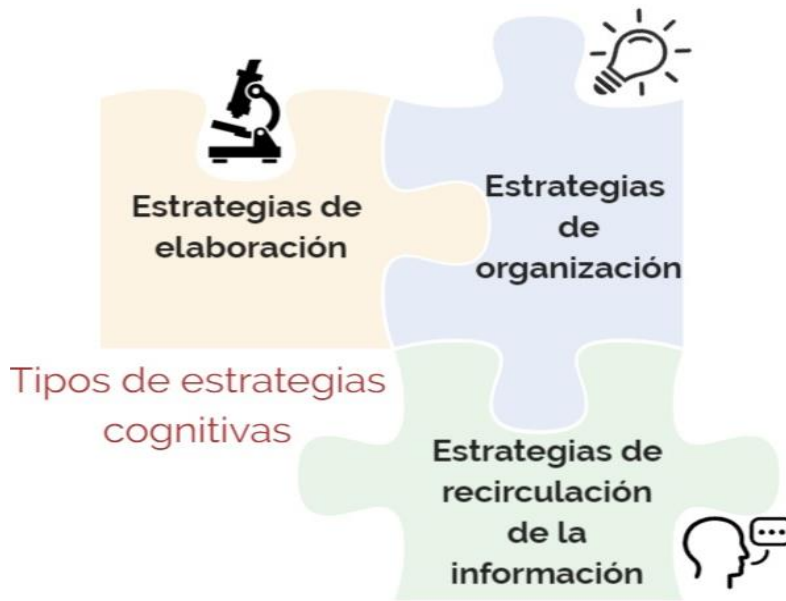 Estrategias de
elaboración
Estrategias
de
organización
Tipos de estrategias
cognitivas
Estrategias de
recirculación
de la
información